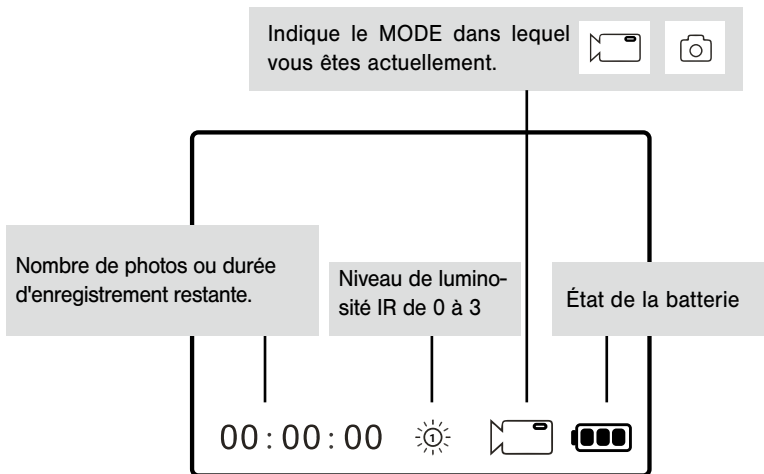 Indique le MODE dans lequel
vous êtes actuellement.
Nombre de photos ou durée
d'enregistrement restante.
Niveau de lumino-
sité IR de 0 à 3
État de la batterie
00:00:00 1